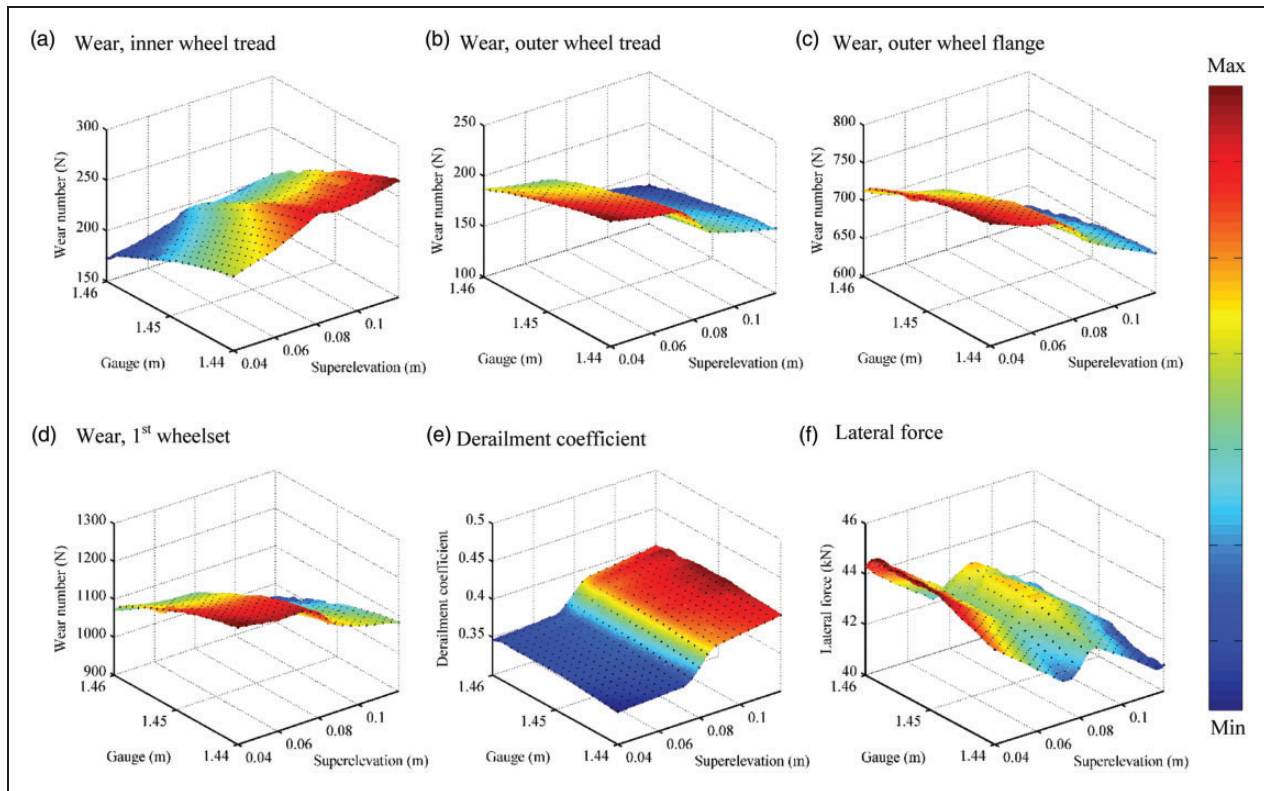 (a) Wear, inner wheel tread
300
250
200
150
Wear number (N)
1.46
1.45
1.44
Gauge (m)
0.04
0.06
0.08
0.1
Superelevation (m)
(b) Wear, outer wheel tread
250
200
150
100
Wear number (N)
1.46
1.45
1.44
Gauge (m)
0.04
0.06
0.08
0.1
Superelevation (m)
(c) Wear, outer wheel flange
800
750
700
650
600
Wear number (N)
1.46
1.45
1.44
Gauge (m)
0.04
0.06
0.08
0.1
Superelevation (m)
Max
Min
(d) Wear, 1st wheelset
1300
1200
1100
1000
900
Wear number (N)
1.46
1.45
1.44
Gauge (m)
0.04
0.06
0.08
0.1
Superelevation (m)
(e) Derailment coefficient
0.5
0.45
0.4
0.35
Derailment coefficient
1.46
1.45
1.44
Gauge (m)
0.04
0.06
0.08
0.1
Superelevation (m)
(f) Lateral force
46
44
42
40
Lateral force (kN)
1.46
1.45
1.44
Gauge (m)
0.04
0.06
0.08
0.1
Superelevation (m)